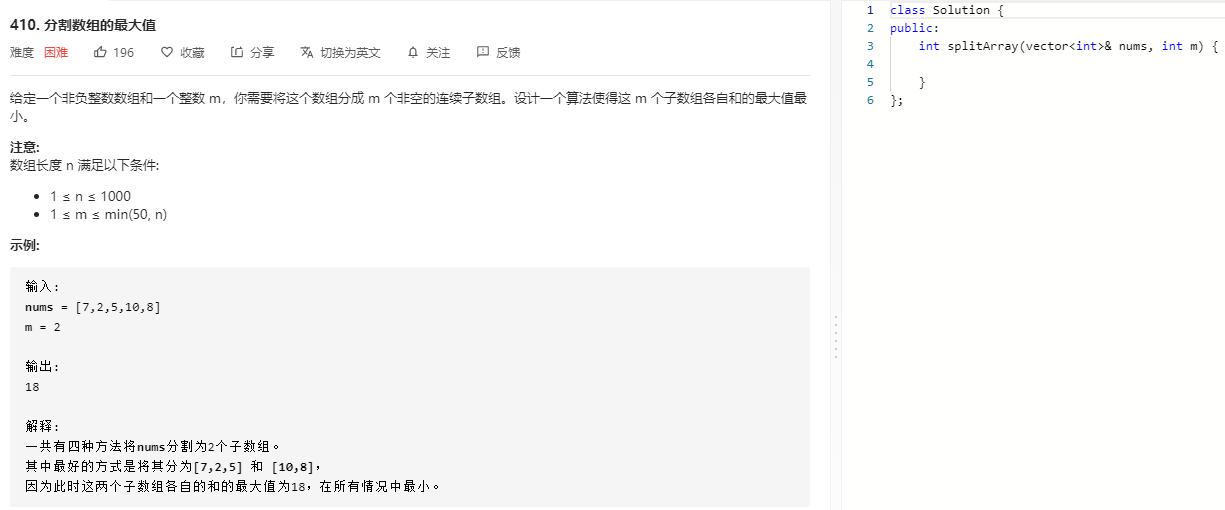 410. 分割数组的最大值
难度 困难 196 收藏 分享 切换为英文 关注 反馈
给定一个非负整数数组和一个整数 m，你需要将这个数组分成 m 个非空的连续子数组。设计一个算法使得这 m 个子数组各自和的最大值最
小。
注意:
数组长度 n 满足以下条件:
• 1 ≤ n ≤ 1000
• 1 ≤ m ≤ min(50, n)
示例:
输入:
nums = [7,2,5,10,8]
m = 2
输出:
18
解释:
一共有四种方法将nums分割为2个子数组。
其中最好的方式是将其分为[7,2,5] 和 [10,8]，
因为此时这两个子数组各自的和的最大值为18，在所有情况中最小。
1 class Solution {
2 public:
3     int splitArray(vector<int>& nums, int m) {
4
5     }
6 };